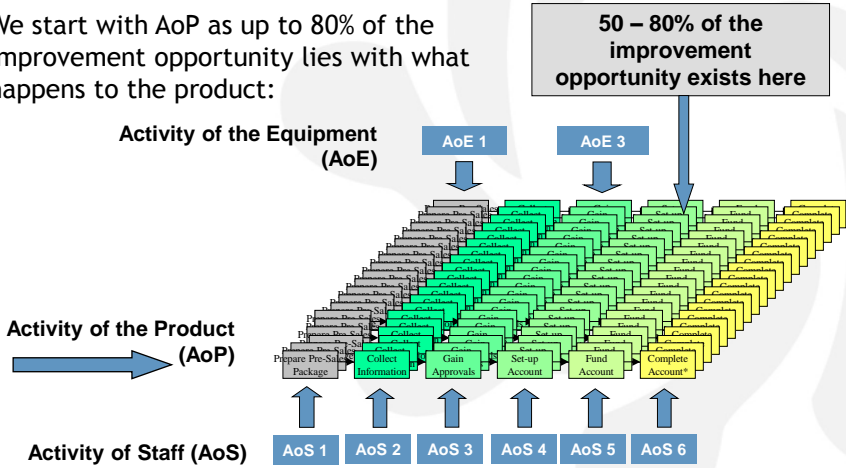 We start with AoP as up to 80% of the
improvement opportunity lies with what
happens to the product:
50 – 80% of the
improvement
opportunity exists here
Activity of the Equipment
(AoE)
AoE 1
AoE 3
Activity of the Product
(AoP)
Prepare Pre-Sales
Package
Collect
Information
Gain
Approvals
Set-up
Account
Fund
Account
Complete
Account*
Activity of Staff (AoS)
AoS 1
AoS 2
AoS 3
AoS 4
AoS 5
AoS 6